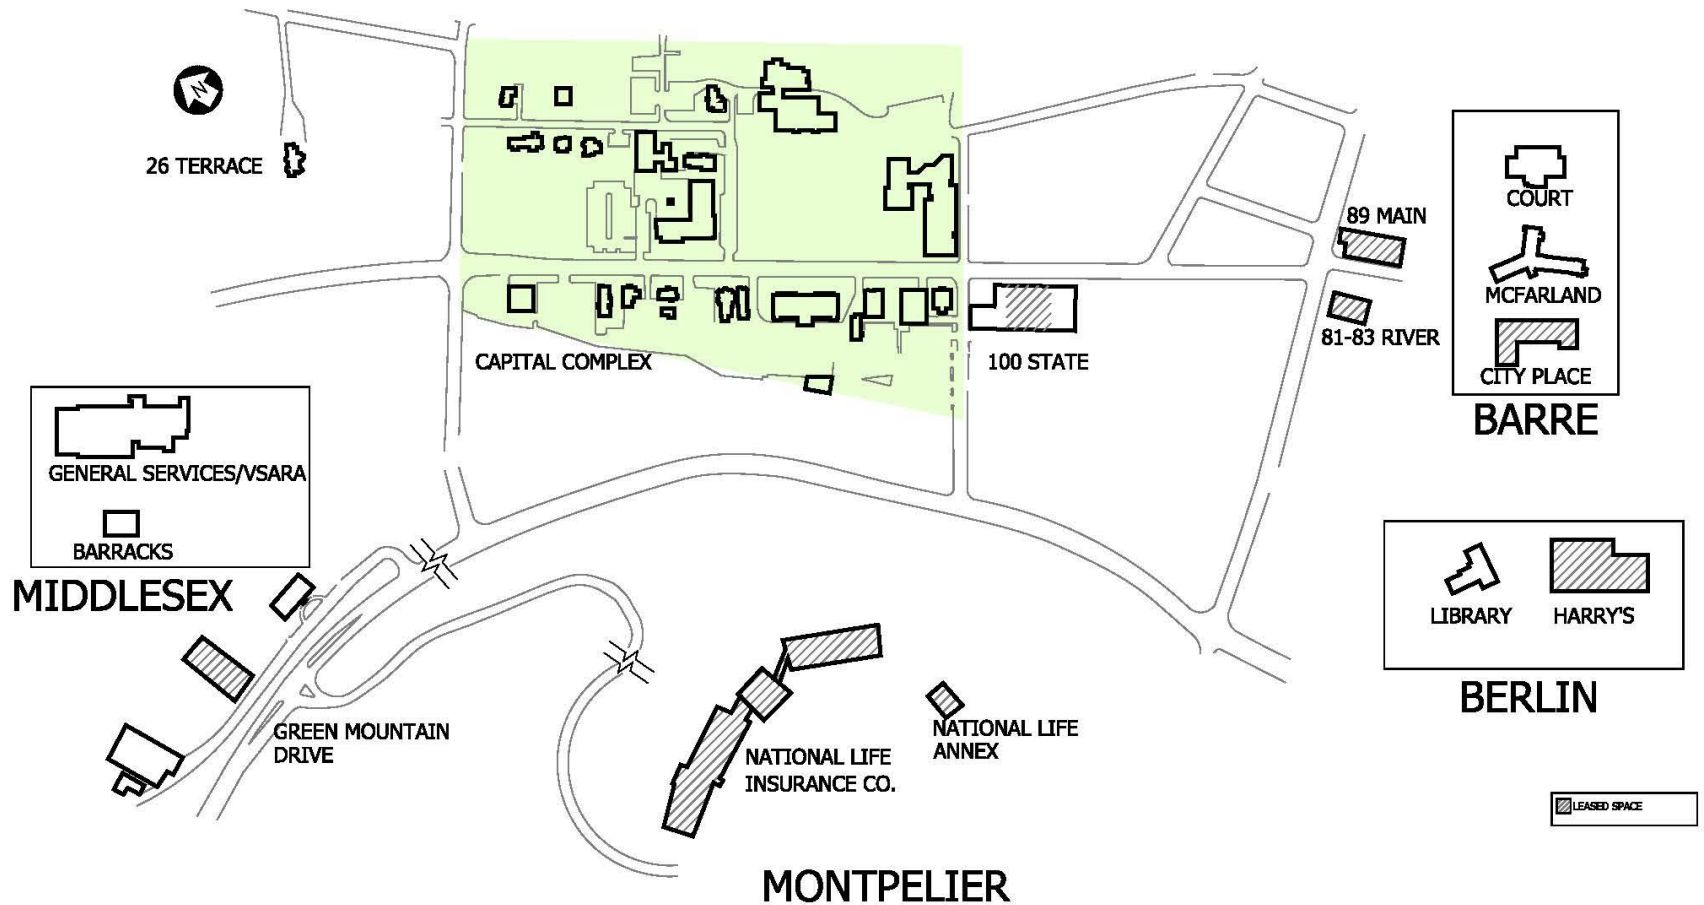 N
26 TERRACE
CAPITAL COMPLEX
100 STATE
89 MAIN
81-83 RIVER
COURT
MCFARLAND
CITY PLACE
BARRE
GENERAL SERVICES/VSARA
BARRACKS
MIDDLESEX
GREEN MOUNTAIN
DRIVE
NATIONAL LIFE
INSURANCE CO.
NATIONAL LIFE
ANNEX
LIBRARY
HARRY'S
BERLIN
LEASED SPACE
MONTPELIER